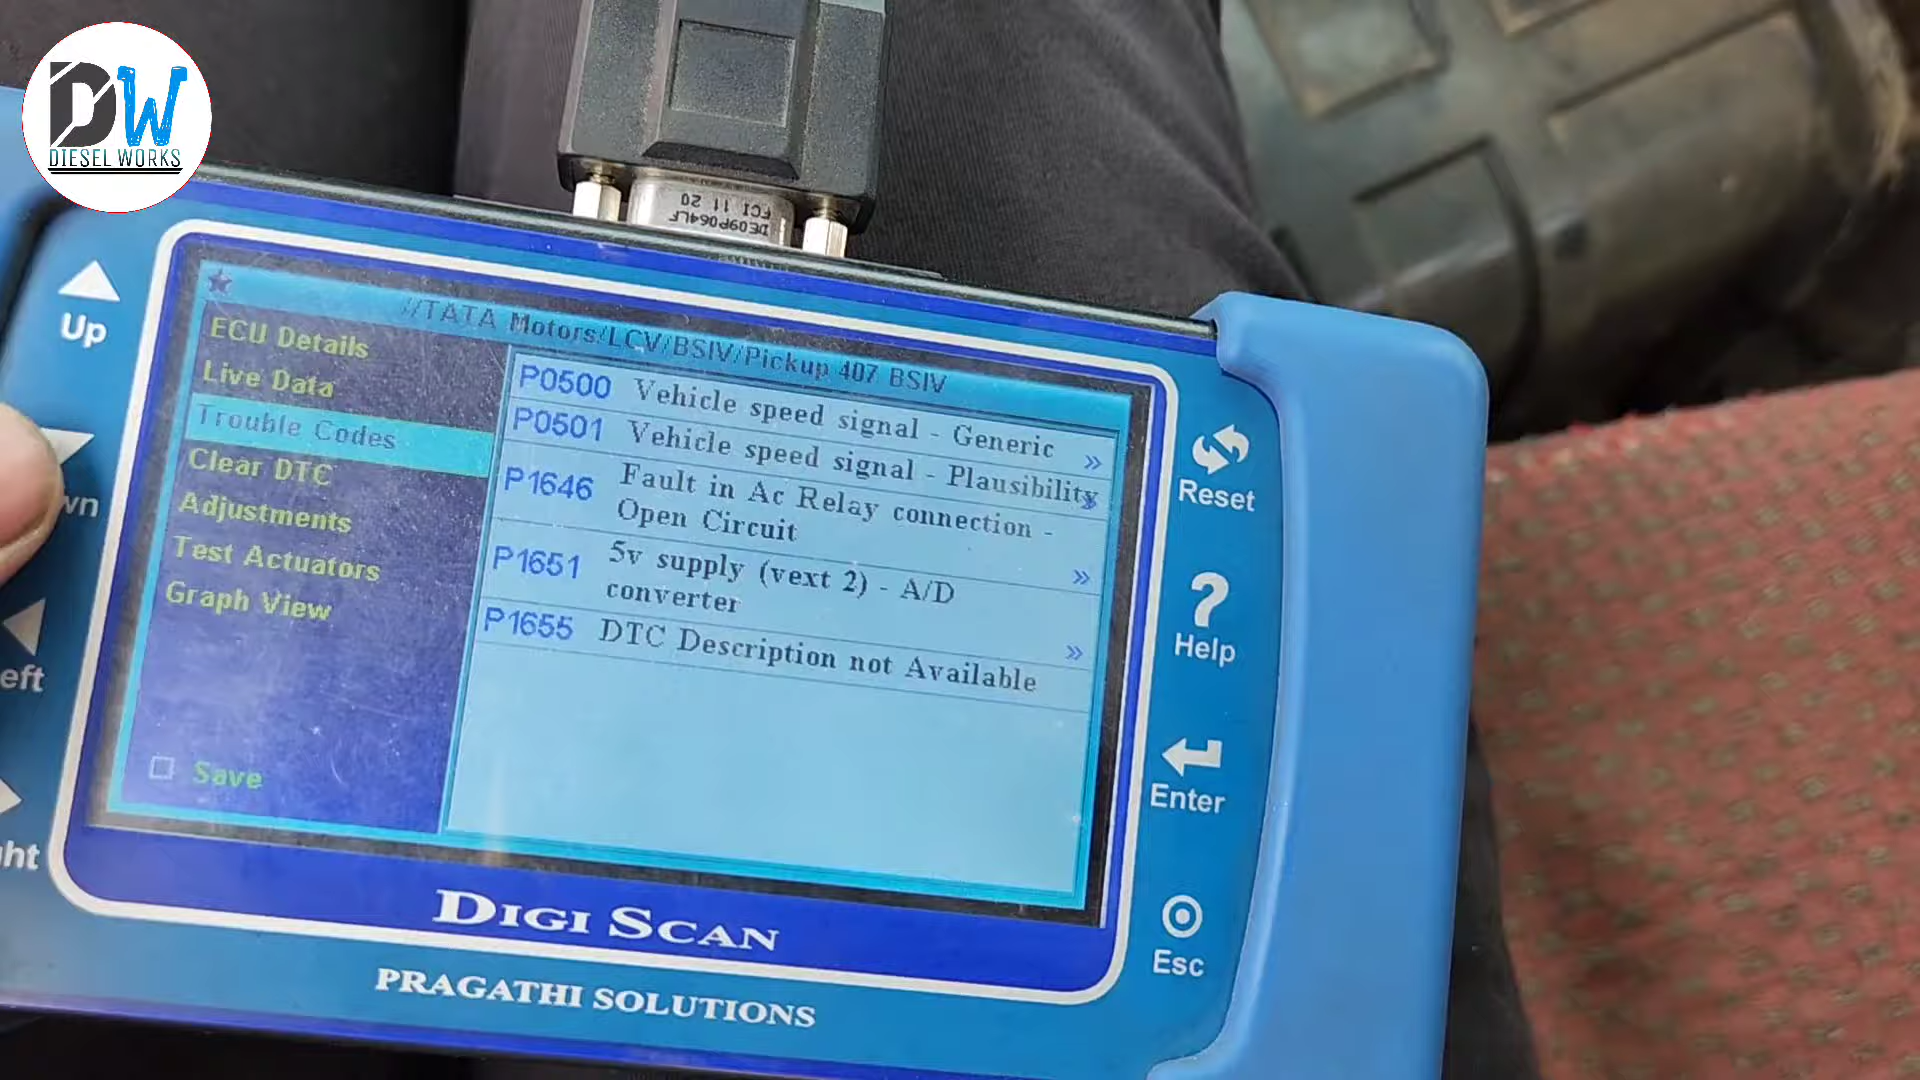 DW
DIESEL WORKS
DE09P064LF
FCI 11 20
Up
wn
eft
ht
//TATA Motors/LCV/BSIV/Pickup 407 BSIV
ECU Details
Live Data
Trouble Codes
Clear DTC
Adjustments
Test Actuators
Graph View
Save
P0500 Vehicle speed signal - Generic »
P0501 Vehicle speed signal - Plausibility »
P1646 Fault in Ac Relay connection -
Open Circuit »
P1651 5v supply (vext 2) - A/D
converter »
P1655 DTC Description not Available
Reset
?
Help
Enter
Esc
DIGI SCAN
PRAGATHI SOLUTIONS